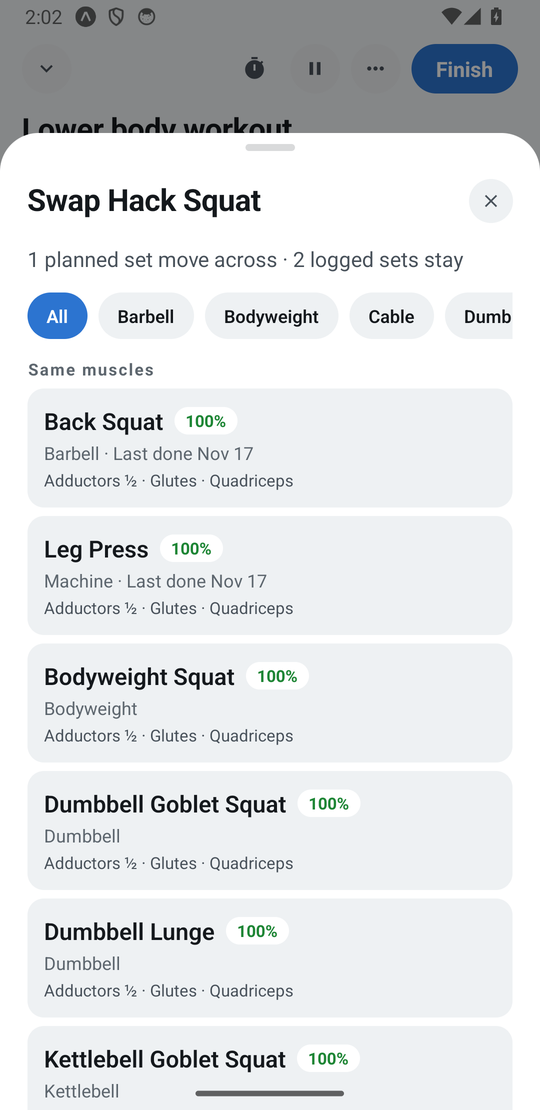 2:02
Finish
Lower body workout
Swap Hack Squat
1 planned set move across · 2 logged sets stay
All
Barbell
Bodyweight
Cable
Dumb
Same muscles
Back Squat 100%
Barbell · Last done Nov 17
Adductors ½ · Glutes · Quadriceps
Leg Press 100%
Machine · Last done Nov 17
Adductors ½ · Glutes · Quadriceps
Bodyweight Squat 100%
Bodyweight
Adductors ½ · Glutes · Quadriceps
Dumbbell Goblet Squat 100%
Dumbbell
Adductors ½ · Glutes · Quadriceps
Dumbbell Lunge 100%
Dumbbell
Adductors ½ · Glutes · Quadriceps
Kettlebell Goblet Squat 100%
Kettlebell